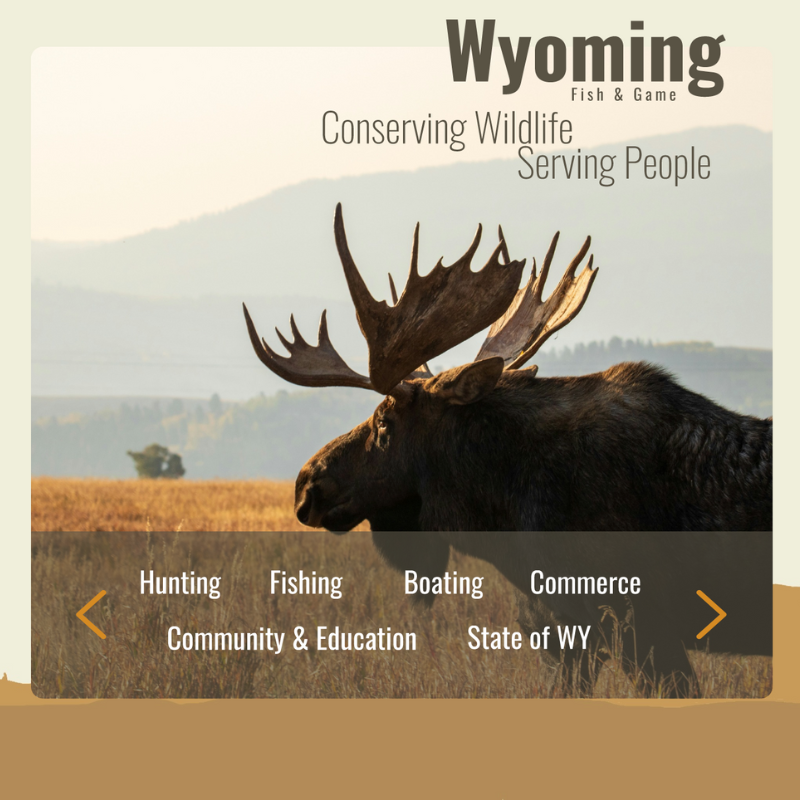 Wyoming
Fish & Game
Conserving Wildlife
Serving People
Hunting Fishing Boating Commerce
Community & Education State of WY